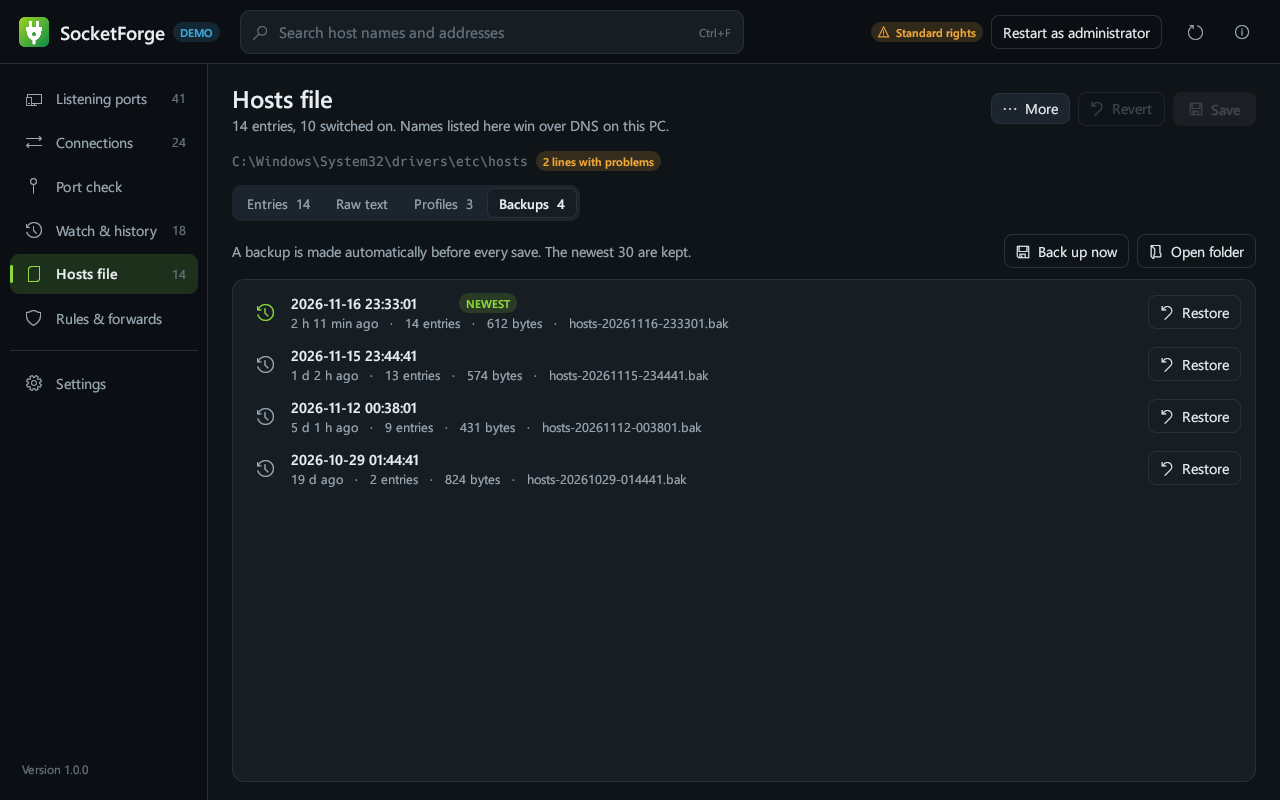 SocketForge DEMO
Search host names and addresses Ctrl+F
Standard rights
Restart as administrator
Listening ports 41
Connections 24
Port check
Watch & history 18
Hosts file 14
Rules & forwards
Settings
Version 1.0.0
Hosts file
14 entries, 10 switched on. Names listed here win over DNS on this PC.
··· More
Revert
Save
C:\Windows\System32\drivers\etc\hosts 2 lines with problems
Entries 14 Raw text Profiles 3 Backups 4
A backup is made automatically before every save. The newest 30 are kept.
Back up now
Open folder
2026-11-16 23:33:01 NEWEST
2 h 11 min ago · 14 entries · 612 bytes · hosts-20261116-233301.bak
Restore
2026-11-15 23:44:41
1 d 2 h ago · 13 entries · 574 bytes · hosts-20261115-234441.bak
Restore
2026-11-12 00:38:01
5 d 1 h ago · 9 entries · 431 bytes · hosts-20261112-003801.bak
Restore
2026-10-29 01:44:41
19 d ago · 2 entries · 824 bytes · hosts-20261029-014441.bak
Restore